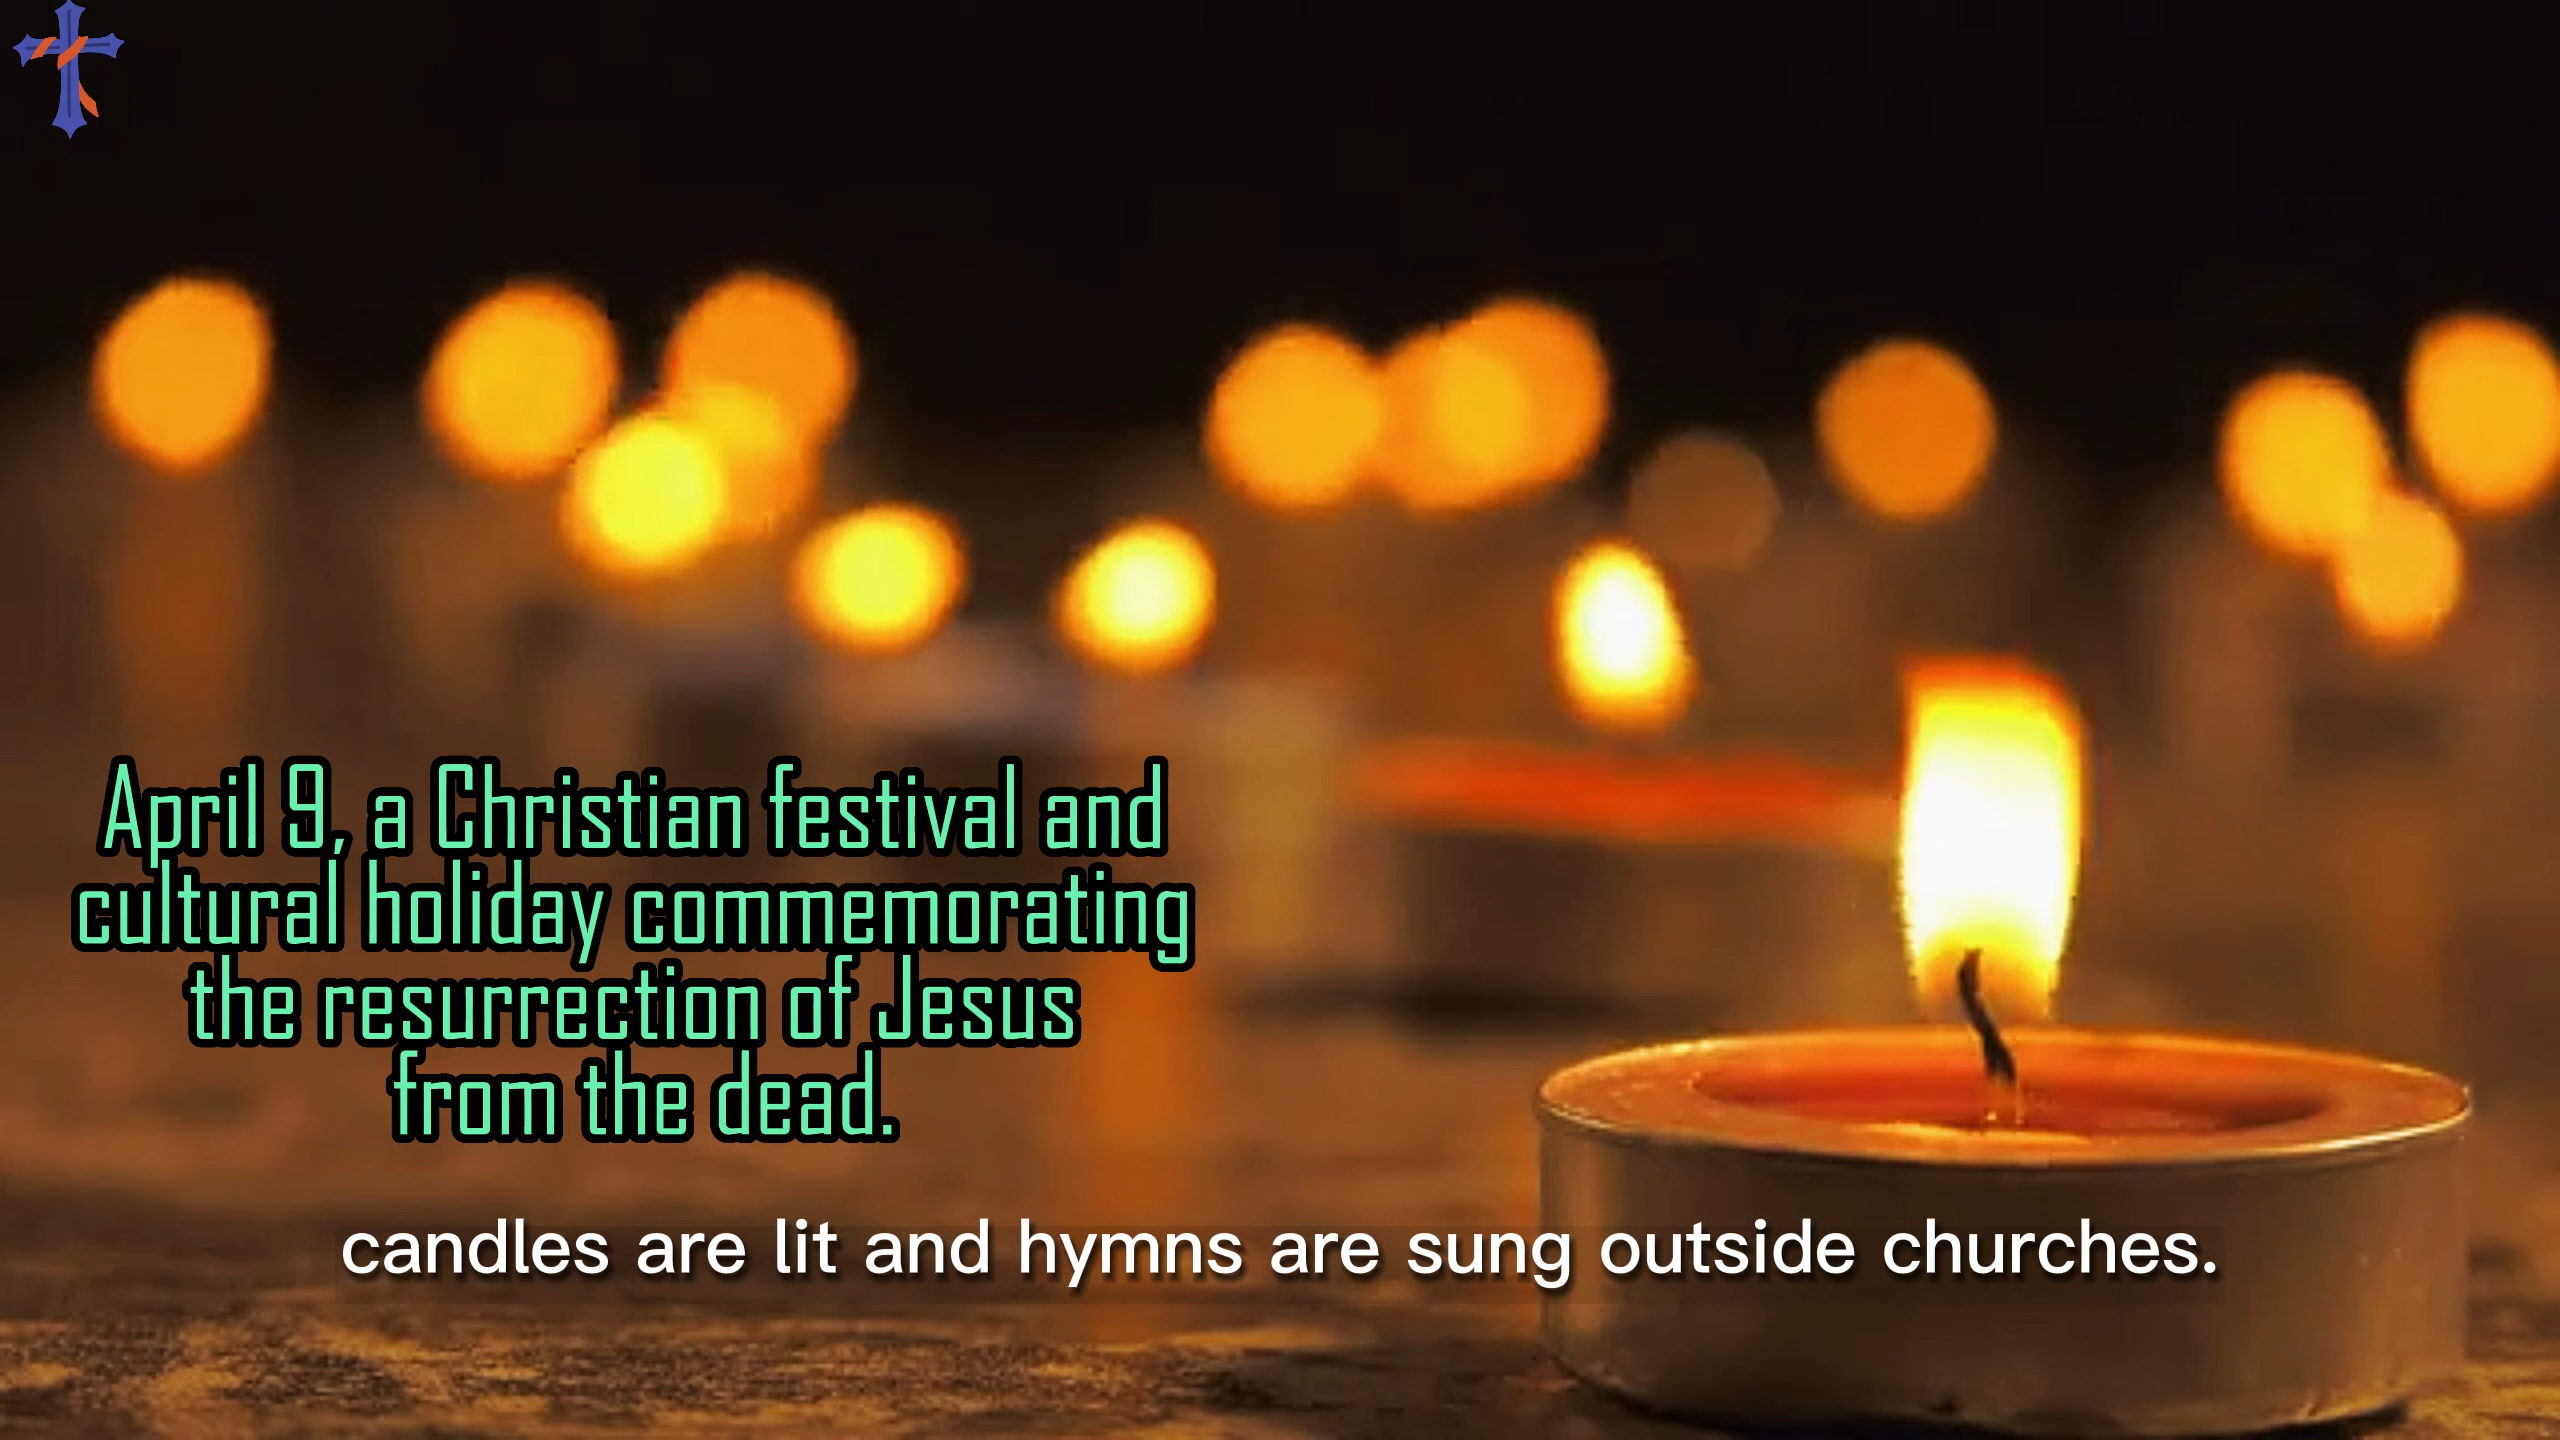 April 9, a Christian festival and
cultural holiday commemorating
the resurrection of Jesus
from the dead.
candles are lit and hymns are sung outside churches.